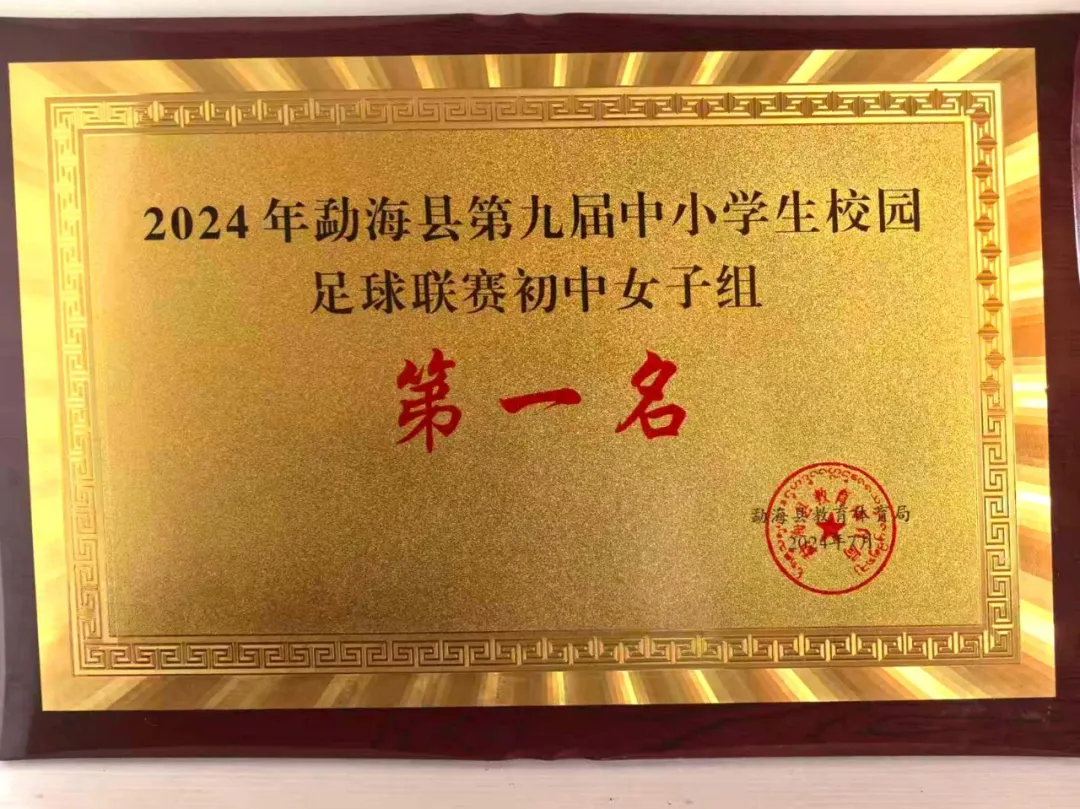 2024年勐海县第九届中小学生校园
足球联赛初中女子组
第一名
勐海县教育体育局
2024年7月